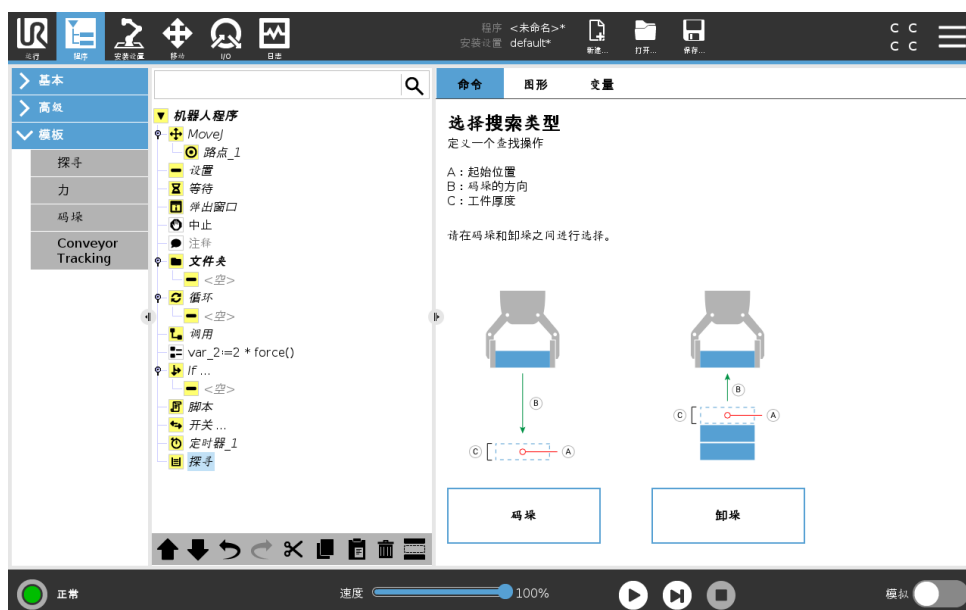 UR
运行
程序
安装设置
移动
I/O
日志
程序 <未命名>*
安装设置 default*
新建...
打开...
保存...
C C
C C
基本
高级
模板
探寻
力
码垛
Conveyor
Tracking
机器人程序
MoveJ
路点_1
设置
等待
弹出窗口
中止
注释
文件夹
<空>
循环
<空>
调用
var_2:=2 * force()
If ...
<空>
脚本
开关 ...
定时器_1
探寻
命令
图形
变量
选择搜索类型
定义一个查找操作
A：起始位置
B：码垛的方向
C：工件厚度
请在码垛和卸垛之间进行选择。
B
C
A
B
C
A
码垛
卸垛
正常
速度
100%
模拟